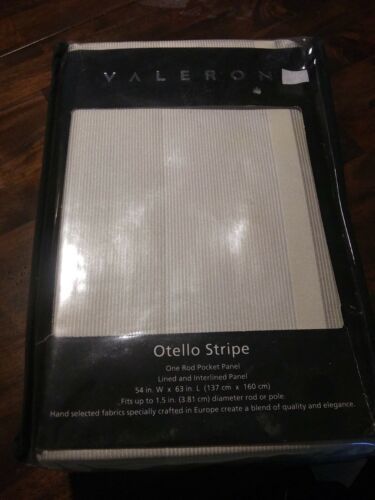 VALERON
Otello Stripe
One Rod Pocket Panel
Lined and Interlined Panel
54 in. W x 63 in. L (137 cm x 160 cm)
Fits up to 1.5 in. (3.81 cm) diameter rod or pole.
Hand selected fabrics specially crafted in Europe create a blend of quality and elegance.